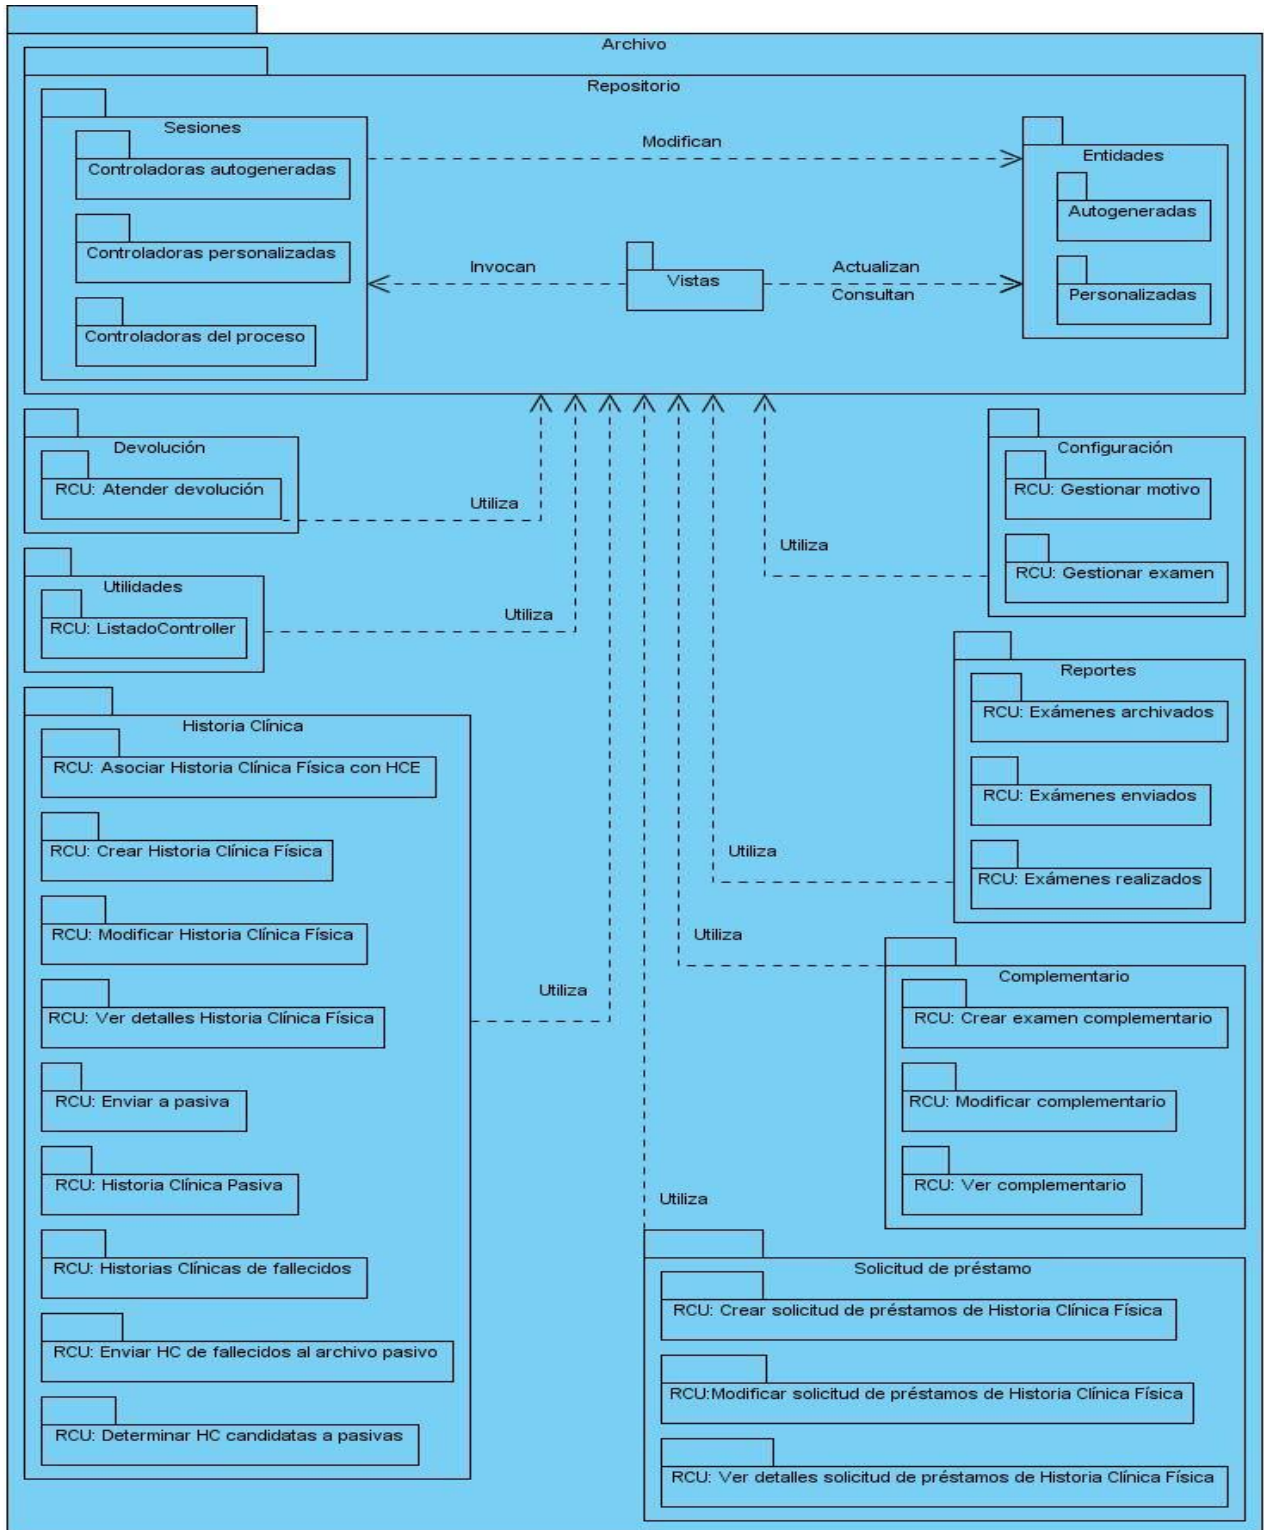 Archivo
Repositorio
Sesiones
Controladoras autogeneradas
Controladoras personalizadas
Controladoras del proceso
Modifican
Invocan
Vistas
Actualizan
Consultan
Entidades
Autogeneradas
Personalizadas
Devolución
RCU: Atender devolución
Utiliza
Utilidades
RCU: ListadoController
Utiliza
Historia Clínica
RCU: Asociar Historia Clínica Física con HCE
RCU: Crear Historia Clínica Física
RCU: Modificar Historia Clínica Física
RCU: Ver detalles Historia Clínica Física
RCU: Enviar a pasiva
RCU: Historia Clínica Pasiva
RCU: Historias Clínicas de fallecidos
RCU: Enviar HC de fallecidos al archivo pasivo
RCU: Determinar HC candidatas a pasivas
Utiliza
Configuración
RCU: Gestionar motivo
RCU: Gestionar examen
Utiliza
Reportes
RCU: Exámenes archivados
RCU: Exámenes enviados
RCU: Exámenes realizados
Utiliza
Complementario
RCU: Crear examen complementario
RCU: Modificar complementario
RCU: Ver complementario
Utiliza
Solicitud de préstamo
RCU: Crear solicitud de préstamos de Historia Clínica Física
RCU:Modificar solicitud de préstamos de Historia Clínica Física
RCU: Ver detalles solicitud de préstamos de Historia Clínica Física
Utiliza